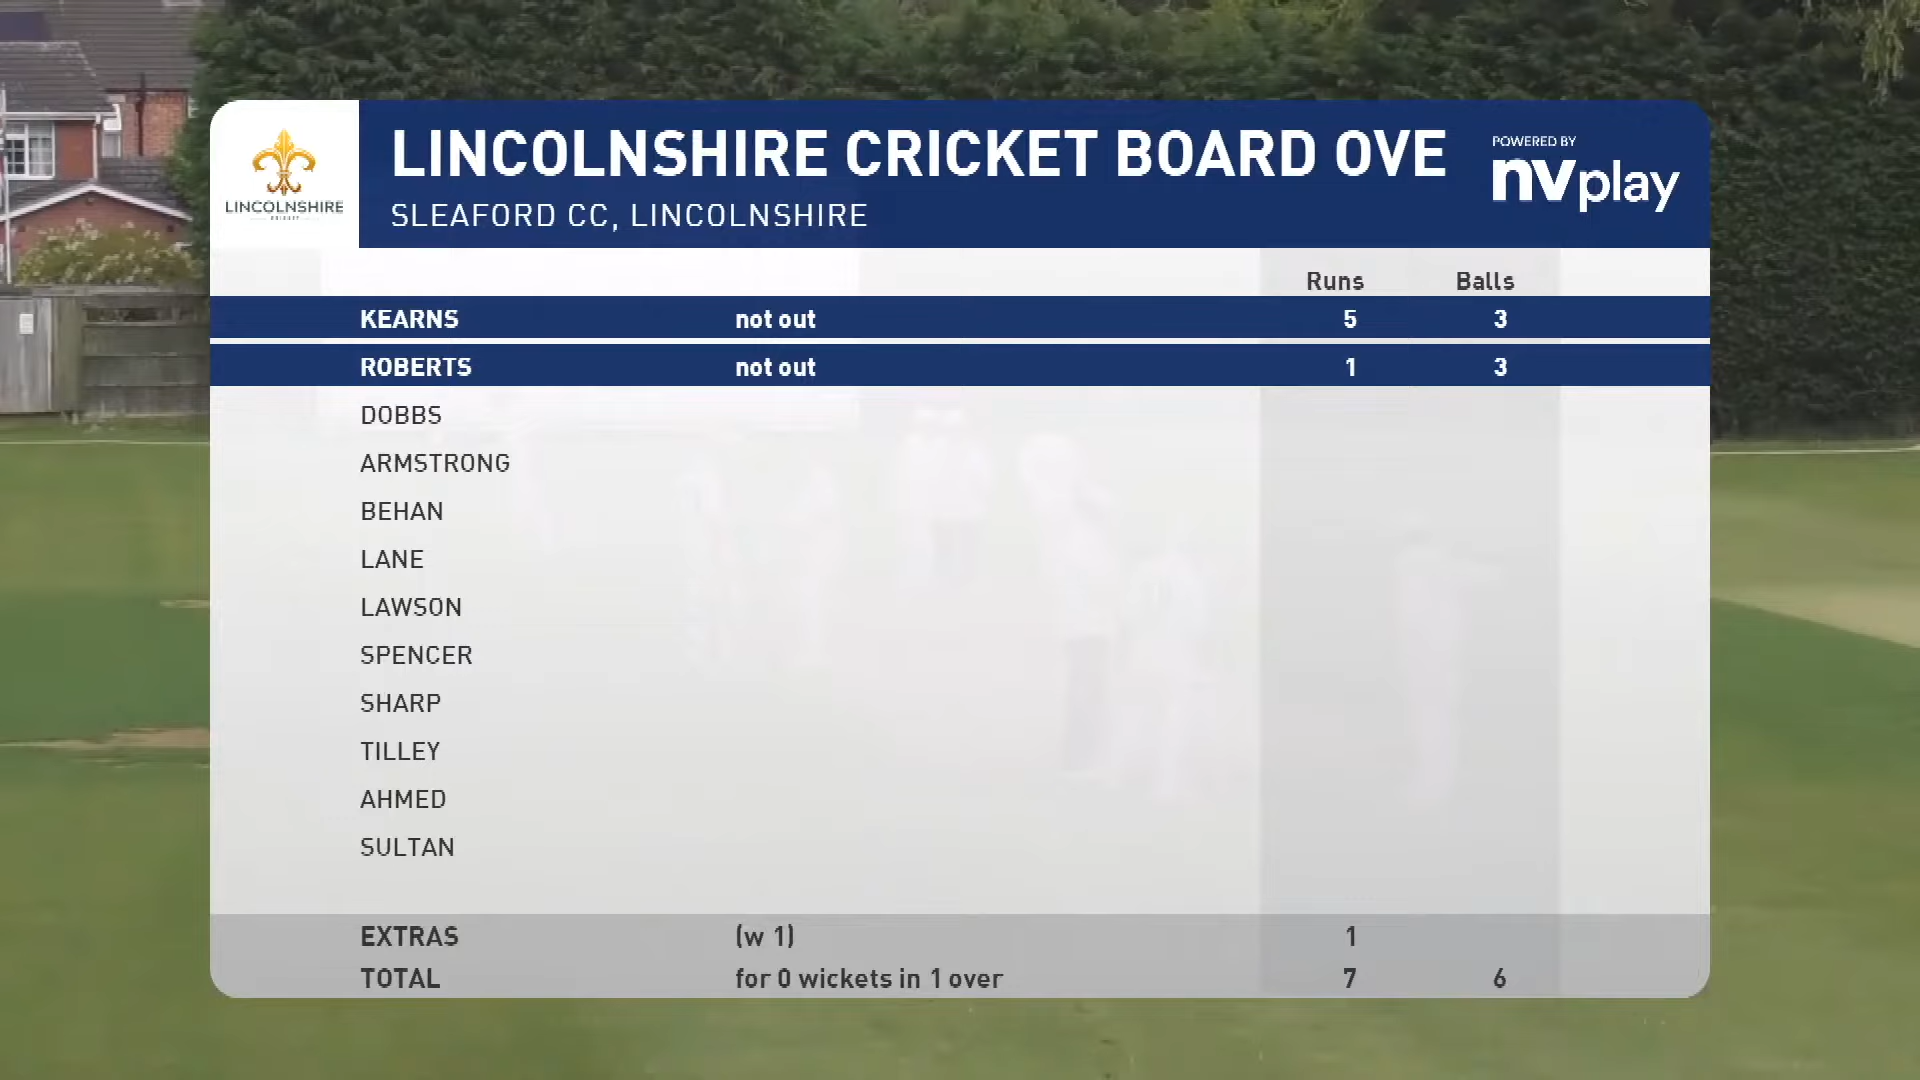 LINCOLNSHIRE CRICKET BOARD OVE
SLEAFORD CC, LINCOLNSHIRE
LINCOLNSHIRE
CRICKET
POWERED BY
nvplay
Runs Balls
KEARNS not out 5 3
ROBERTS not out 1 3
DOBBS
ARMSTRONG
BEHAN
LANE
LAWSON
SPENCER
SHARP
TILLEY
AHMED
SULTAN
EXTRAS (w 1) 1
TOTAL for 0 wickets in 1 over 7 6